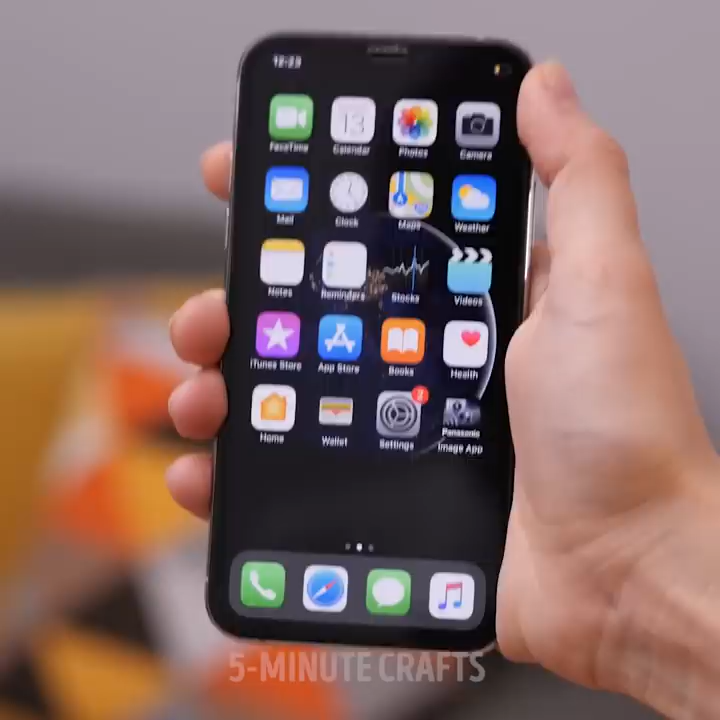 12:23
13
FaceTime Calendar Photos Camera
Mail Clock Maps Weather
Notes Reminders Stocks Videos
iTunes Store App Store Books Health
Home Wallet Settings Panasonic
Image App
5-MINUTE CRAFTS